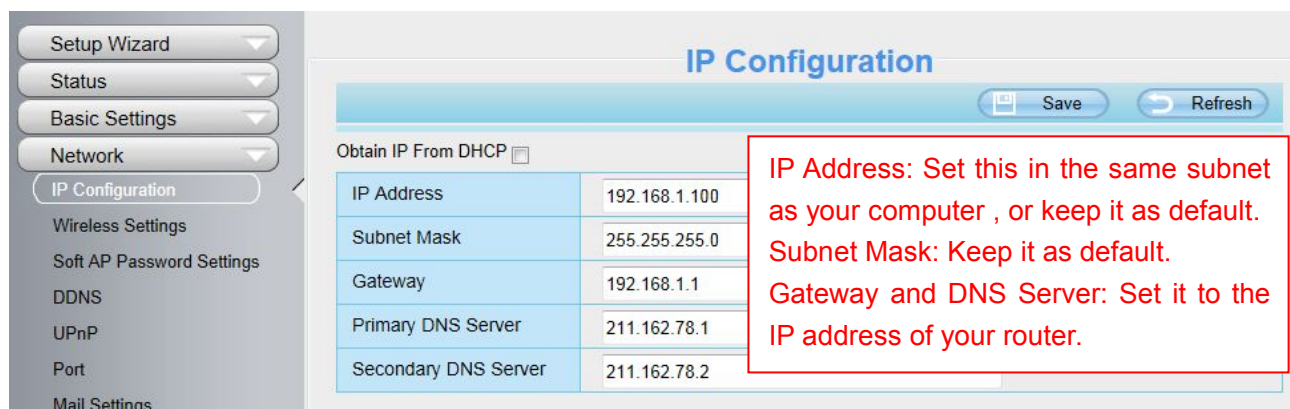 Setup Wizard
Status
Basic Settings
Network
IP Configuration
Wireless Settings
Soft AP Password Settings
DDNS
UPnP
Port
Mail Settings
IP Configuration
Save Refresh
Obtain IP From DHCP
IP Address 192.168.1.100
Subnet Mask 255.255.255.0
Gateway 192.168.1.1
Primary DNS Server 211.162.78.1
Secondary DNS Server 211.162.78.2
IP Address: Set this in the same subnet
as your computer , or keep it as default.
Subnet Mask: Keep it as default.
Gateway and DNS Server: Set it to the
IP address of your router.